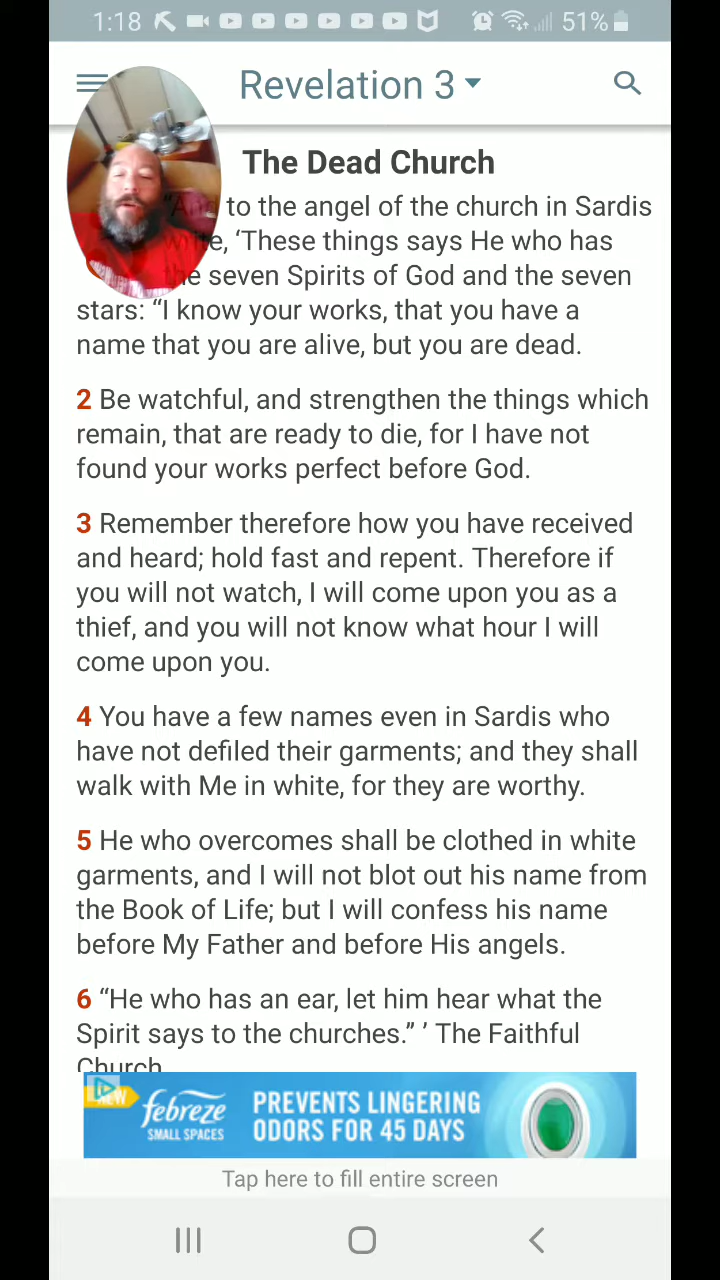 1:18 51%
Revelation 3
The Dead Church
“And to the angel of the church in Sardis
write, ‘These things says He who has
the seven Spirits of God and the seven
stars: “I know your works, that you have a
name that you are alive, but you are dead.
2 Be watchful, and strengthen the things which
remain, that are ready to die, for I have not
found your works perfect before God.
3 Remember therefore how you have received
and heard; hold fast and repent. Therefore if
you will not watch, I will come upon you as a
thief, and you will not know what hour I will
come upon you.
4 You have a few names even in Sardis who
have not defiled their garments; and they shall
walk with Me in white, for they are worthy.
5 He who overcomes shall be clothed in white
garments, and I will not blot out his name from
the Book of Life; but I will confess his name
before My Father and before His angels.
6 “He who has an ear, let him hear what the
Spirit says to the churches.” ’ The Faithful
Church
NEW
febreze
SMALL SPACES
PREVENTS LINGERING
ODORS FOR 45 DAYS
Tap here to fill entire screen